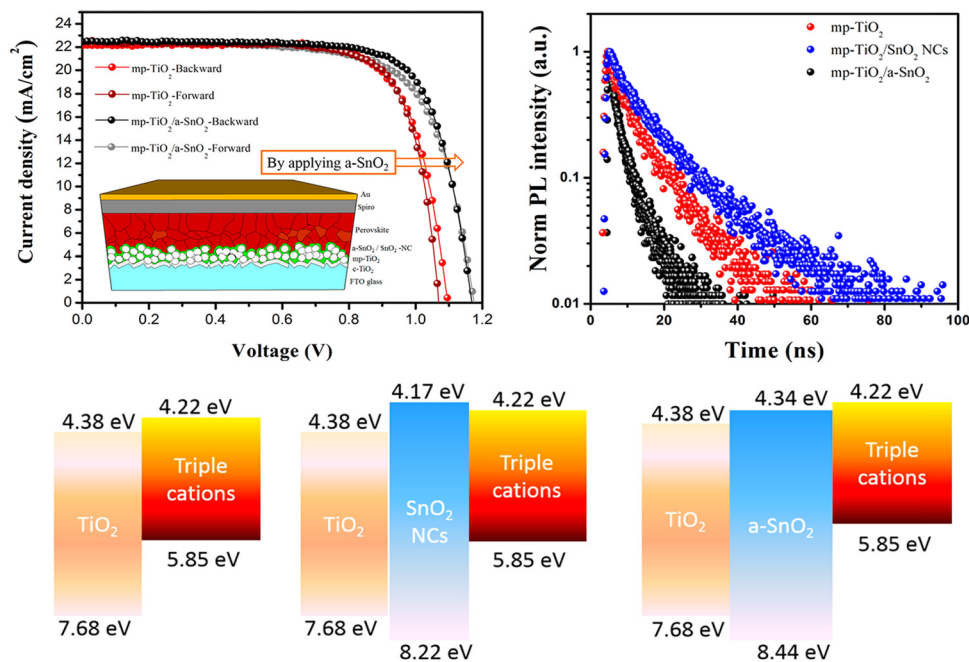 24
22
20
18
16
14
12
10
8
6
4
2
0
Current density (mA/cm²)
mp-TiO₂-Backward
mp-TiO₂-Forward
mp-TiO₂/a-SnO₂-Backward
mp-TiO₂/a-SnO₂-Forward
By applying a-SnO₂
Au
Spiro
Perovskite
a-SnO₂ / SnO₂ -NC
mp-TiO₂
c-TiO₂
FTO glass
0.0 0.2 0.4 0.6 0.8 1.0 1.2
Voltage (V)
mp-TiO₂
mp-TiO₂/SnO₂ NCs
mp-TiO₂/a-SnO₂
Norm PL intensity (a.u.)
1
0.1
0.01
0 20 40 60 80 100
Time (ns)
4.38 eV 4.22 eV
TiO₂
Triple
cations
5.85 eV
7.68 eV
4.38 eV 4.17 eV 4.22 eV
TiO₂
SnO₂
NCs
Triple
cations
5.85 eV
7.68 eV
8.22 eV
4.38 eV 4.34 eV 4.22 eV
TiO₂
a-SnO₂
Triple
cations
5.85 eV
7.68 eV
8.44 eV